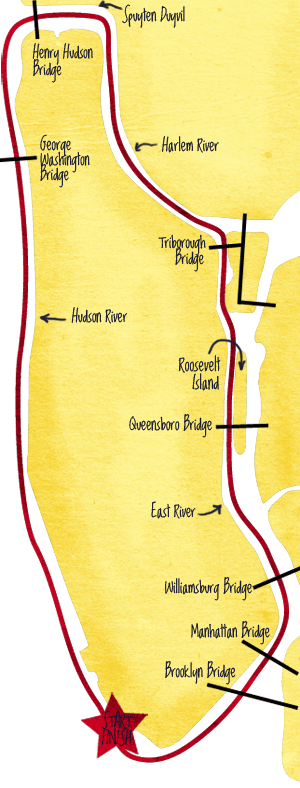 Spuyten Duyvil
Henry Hudson
Bridge
George
Washington
Bridge
Harlem River
Triborough
Bridge
Hudson River
Roosevelt
Island
Queensboro Bridge
East River
Williamsburg Bridge
Manhattan Bridge
Brooklyn Bridge
START
FINISH